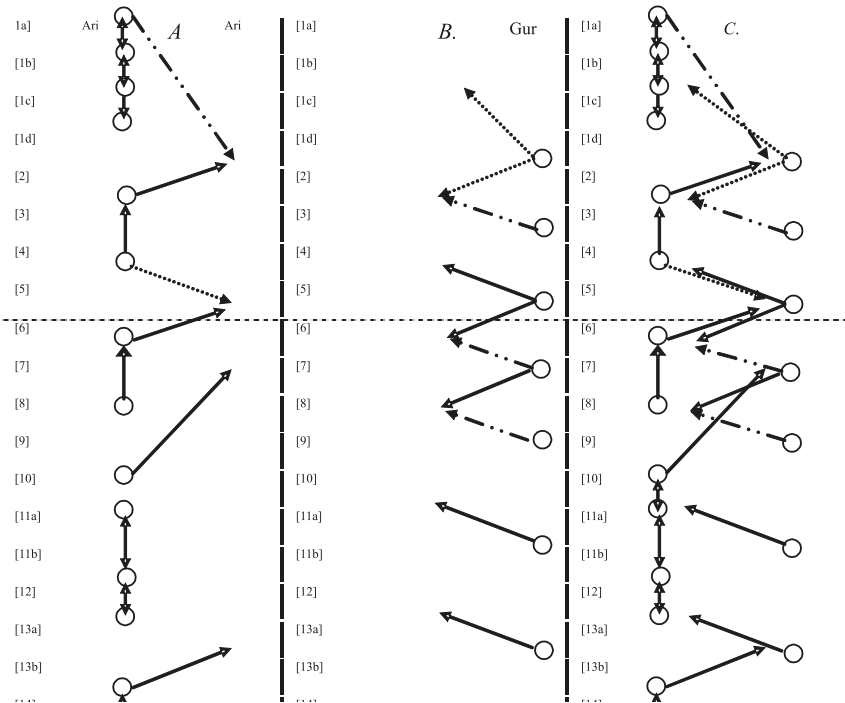 1a] Ari A Ari [1a] B. Gur [1a] C.
[1b] [1b] [1b]
[1c] [1c] [1c]
[1d] [1d] [1d]
[2] [2] [2]
[3] [3] [3]
[4] [4] [4]
[5] [5] [5]
[6] [6] [6]
[7] [7] [7]
[8] [8] [8]
[9] [9] [9]
[10] [10] [10]
[11a] [11a] [11a]
[11b] [11b] [11b]
[12] [12] [12]
[13a] [13a] [13a]
[13b] [13b] [13b]